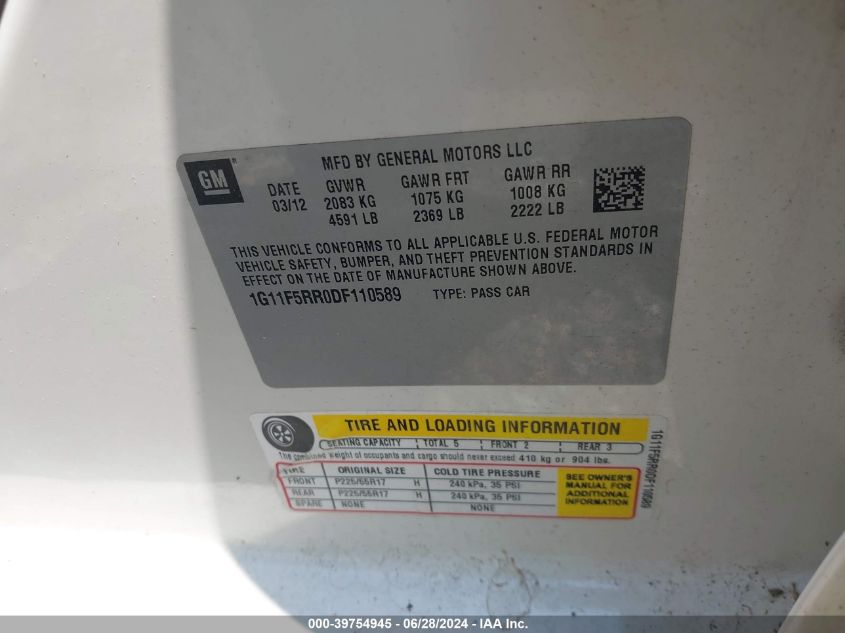 GM ®
MFD BY GENERAL MOTORS LLC
DATE GVWR GAWR FRT GAWR RR
03/12 2083 KG 1075 KG 1008 KG
4591 LB 2369 LB 2222 LB
THIS VEHICLE CONFORMS TO ALL APPLICABLE U.S. FEDERAL MOTOR
VEHICLE SAFETY, BUMPER, AND THEFT PREVENTION STANDARDS IN
EFFECT ON THE DATE OF MANUFACTURE SHOWN ABOVE.
1G11F5RR0DF110589 TYPE: PASS CAR
TIRE AND LOADING INFORMATION
SEATING CAPACITY TOTAL 5 FRONT 2 REAR 3
The combined weight of occupants and cargo should never exceed 410 kg or 904 lbs.
TIRE ORIGINAL SIZE COLD TIRE PRESSURE
FRONT P225/55R17 H 240 kPa, 35 PSI
REAR P225/55R17 H 240 kPa, 35 PSI
SPARE NONE NONE
SEE OWNER'S
MANUAL FOR
ADDITIONAL
INFORMATION
1G11F5RR0DF110589
000-39754945 - 06/28/2024 - IAA Inc.